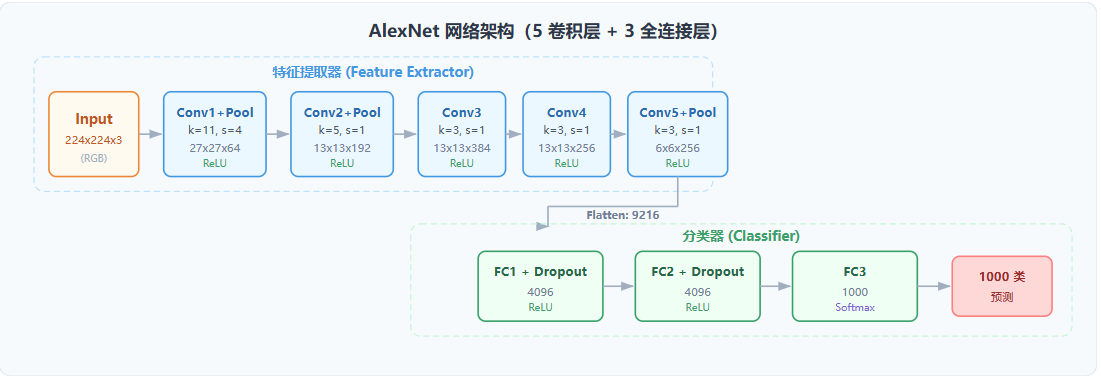 AlexNet 网络架构（5 卷积层 + 3 全连接层）
特征提取器 (Feature Extractor)
Input
224x224x3
(RGB)
Conv1+Pool
k=11, s=4
27x27x64
ReLU
Conv2+Pool
k=5, s=1
13x13x192
ReLU
Conv3
k=3, s=1
13x13x384
ReLU
Conv4
k=3, s=1
13x13x256
ReLU
Conv5+Pool
k=3, s=1
6x6x256
ReLU
Flatten: 9216
分类器 (Classifier)
FC1 + Dropout
4096
ReLU
FC2 + Dropout
4096
ReLU
FC3
1000
Softmax
1000 类
预测